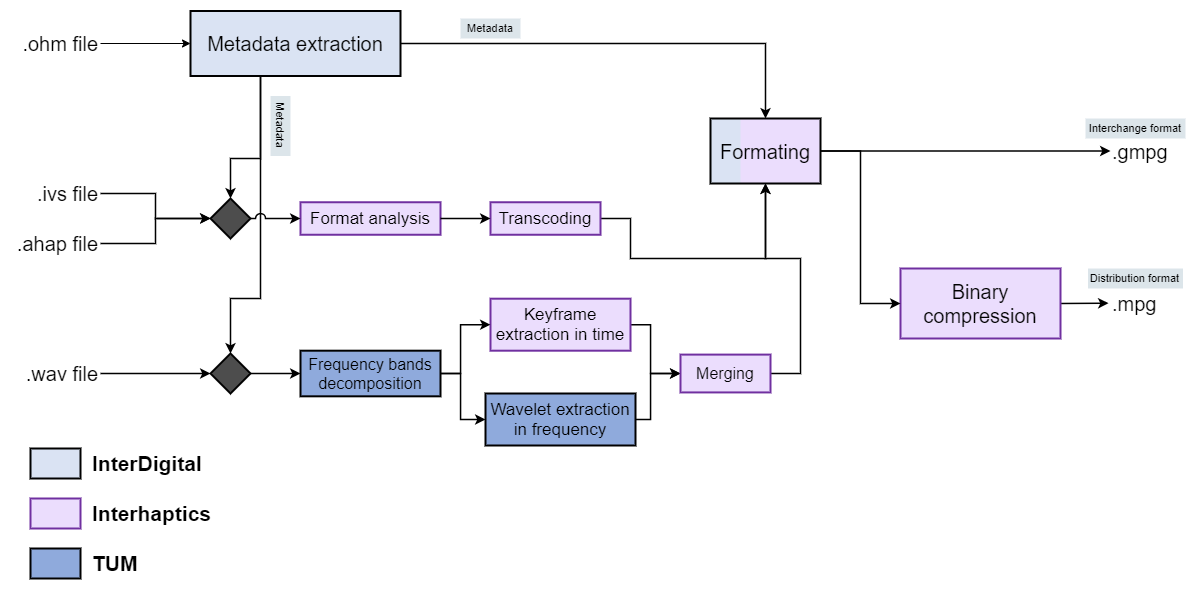 .ohm file
Metadata extraction
Metadata
Metadata
Formating
Interchange format
.gmpg
.ivs file
.ahap file
Format analysis
Transcoding
Binary
compression
Distribution format
.mpg
Keyframe
extraction in time
.wav file
Frequency bands
decomposition
Merging
Wavelet extraction
in frequency
InterDigital
Interhaptics
TUM